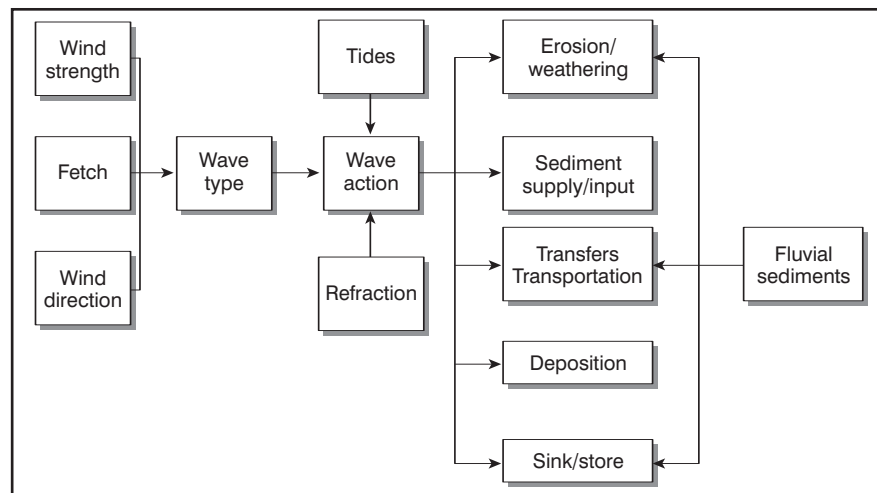 Wind
strength
Fetch
Wind
direction
Wave
type
Tides
Wave
action
Refraction
Erosion/
weathering
Sediment
supply/input
Transfers
Transportation
Deposition
Sink/store
Fluvial
sediments